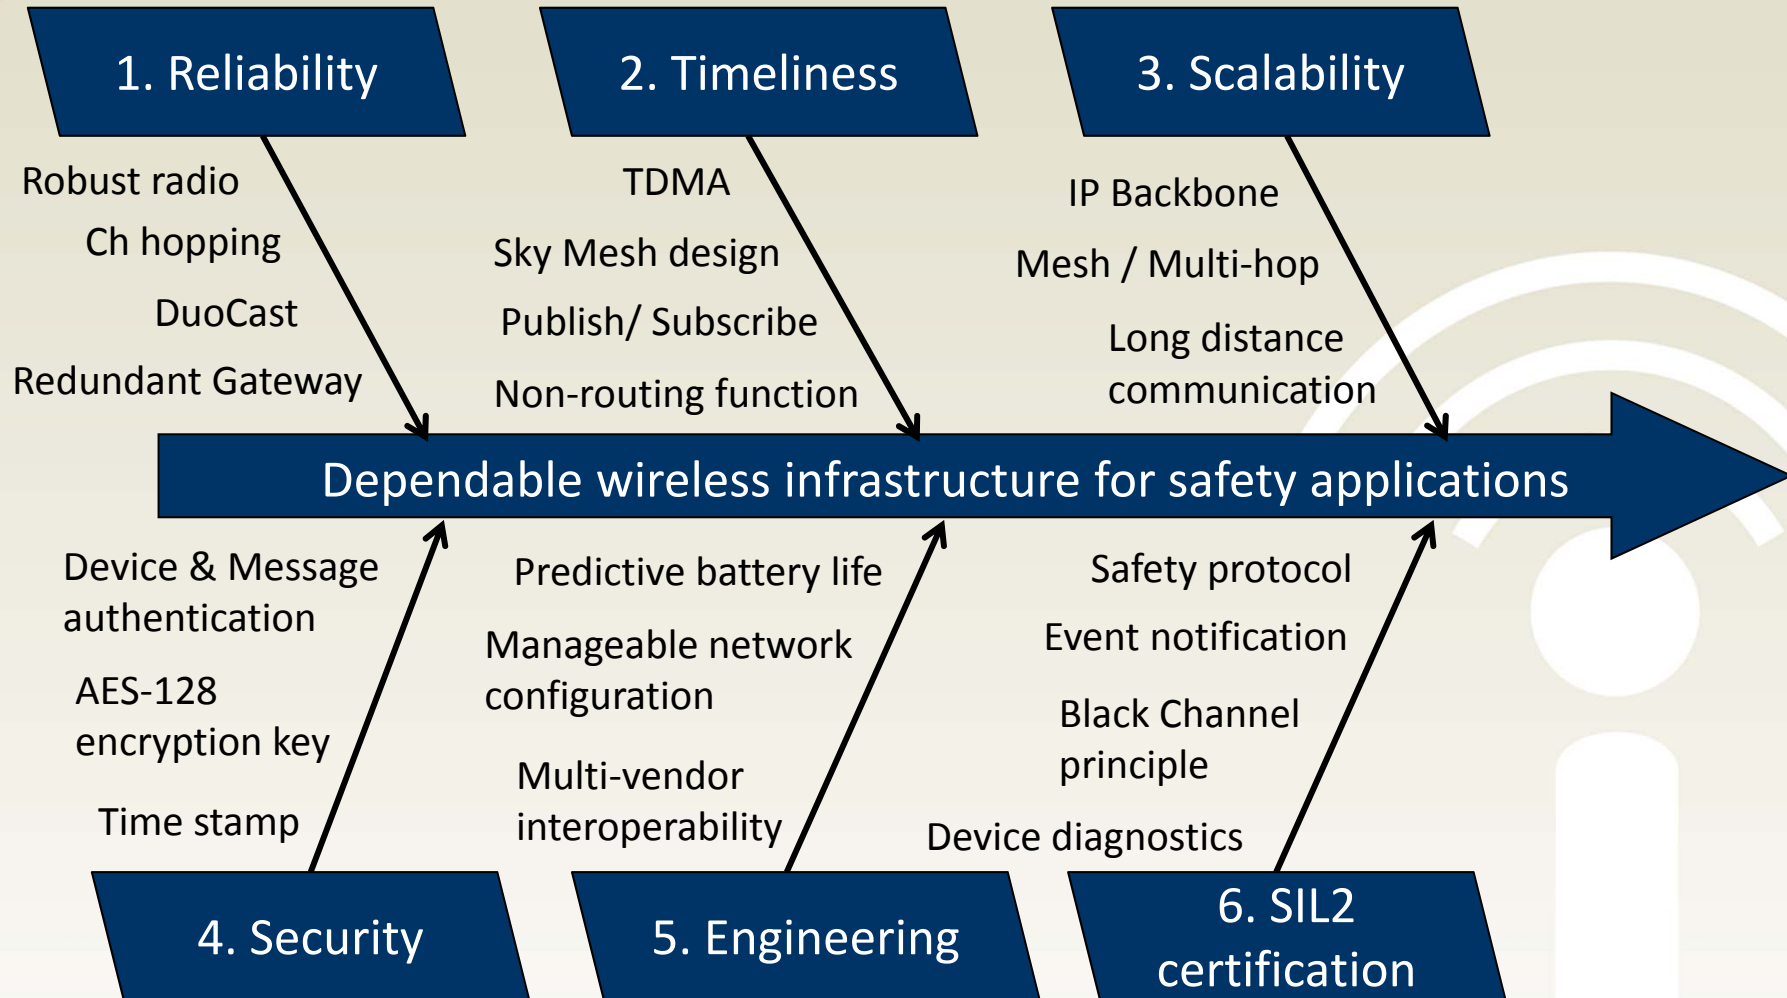 1. Reliability
2. Timeliness
3. Scalability
Robust radio
Ch hopping
DuoCast
Redundant Gateway
TDMA
Sky Mesh design
Publish/ Subscribe
Non-routing function
IP Backbone
Mesh / Multi-hop
Long distance
communication
Dependable wireless infrastructure for safety applications
Device & Message
authentication
AES-128
encryption key
Time stamp
Predictive battery life
Manageable network
configuration
Multi-vendor
interoperability
Safety protocol
Event notification
Black Channel
principle
Device diagnostics
4. Security
5. Engineering
6. SIL2
certification